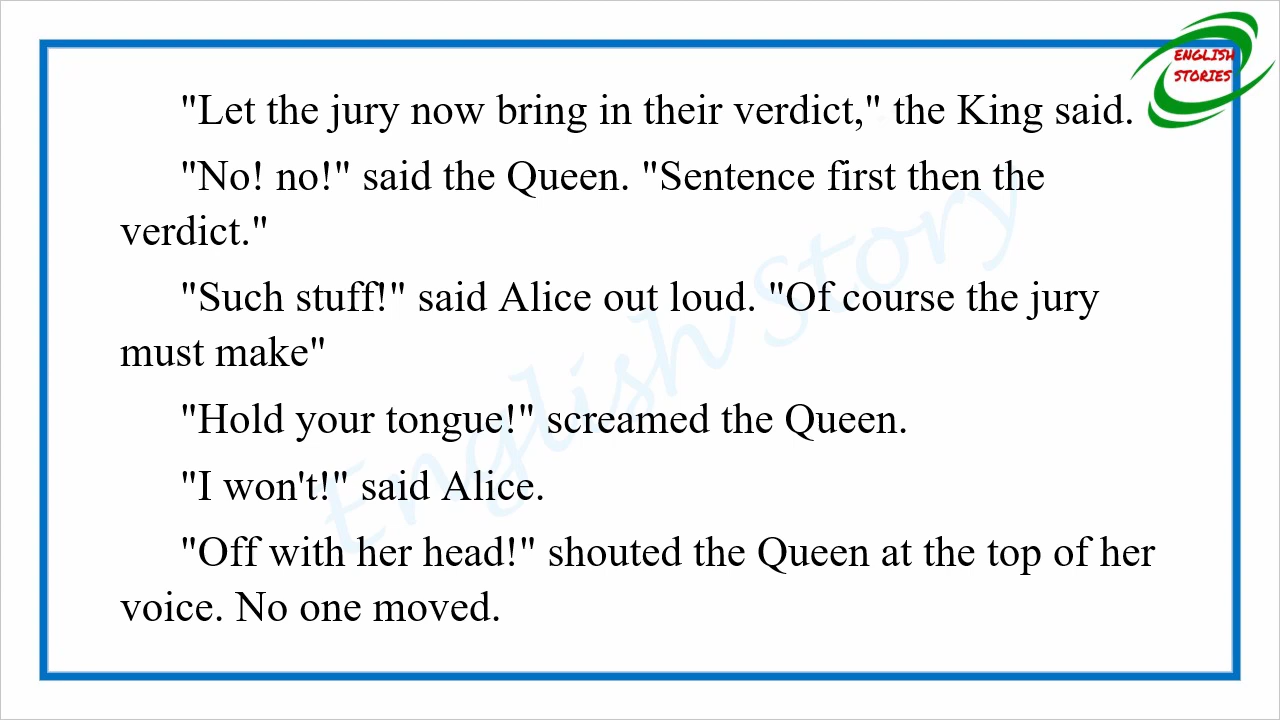 ENGLISH
STORIES
"Let the jury now bring in their verdict," the King said.
"No! no!" said the Queen. "Sentence first then the
verdict."
"Such stuff!" said Alice out loud. "Of course the jury
must make"
"Hold your tongue!" screamed the Queen.
"I won't!" said Alice.
"Off with her head!" shouted the Queen at the top of her
voice. No one moved.
English Story